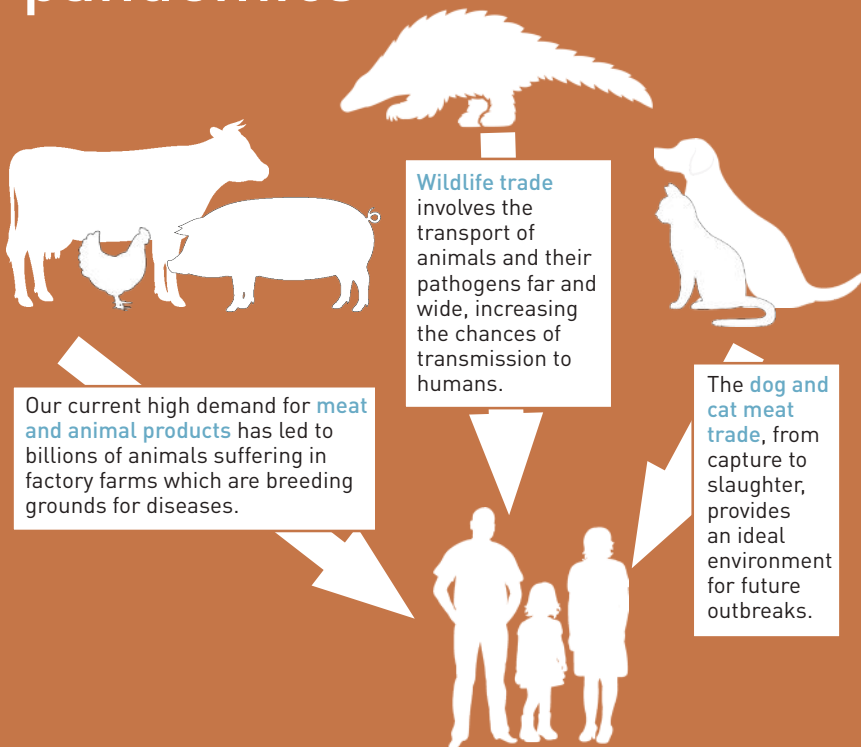 pandemics
Wildlife trade
involves the
transport of
animals and their
pathogens far and
wide, increasing
the chances of
transmission to
humans.
Our current high demand for meat
and animal products has led to
billions of animals suffering in
factory farms which are breeding
grounds for diseases.
The dog and
cat meat
trade, from
capture to
slaughter,
provides
an ideal
environment
for future
outbreaks.